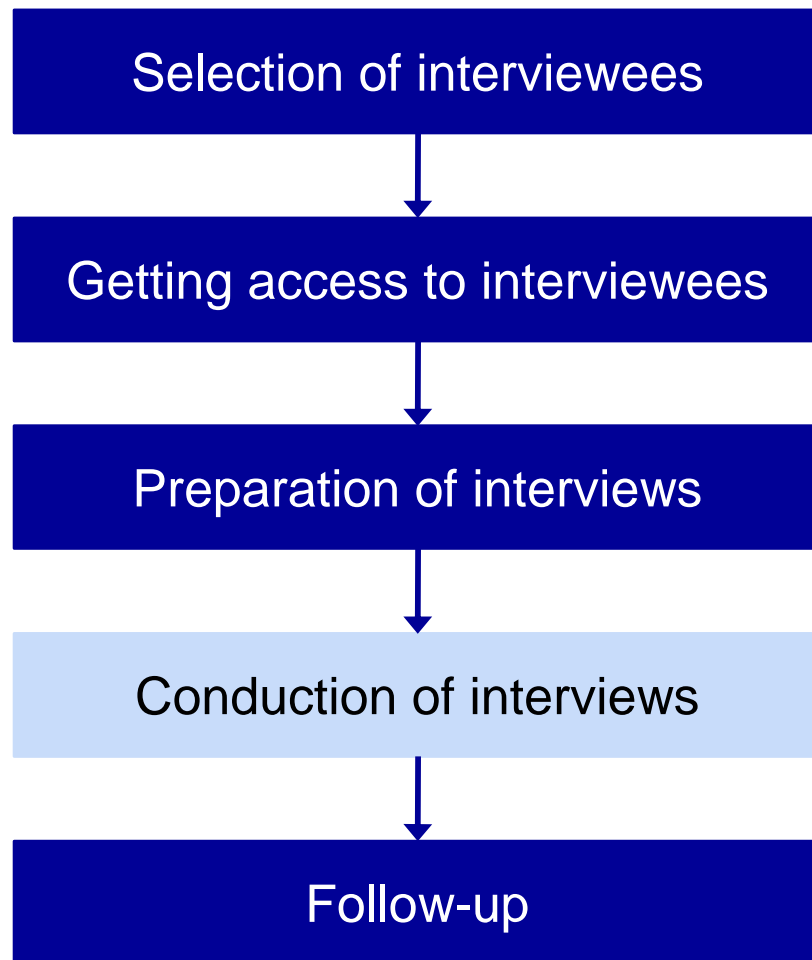 Selection of interviewees
Getting access to interviewees
Preparation of interviews
Conduction of interviews
Follow-up